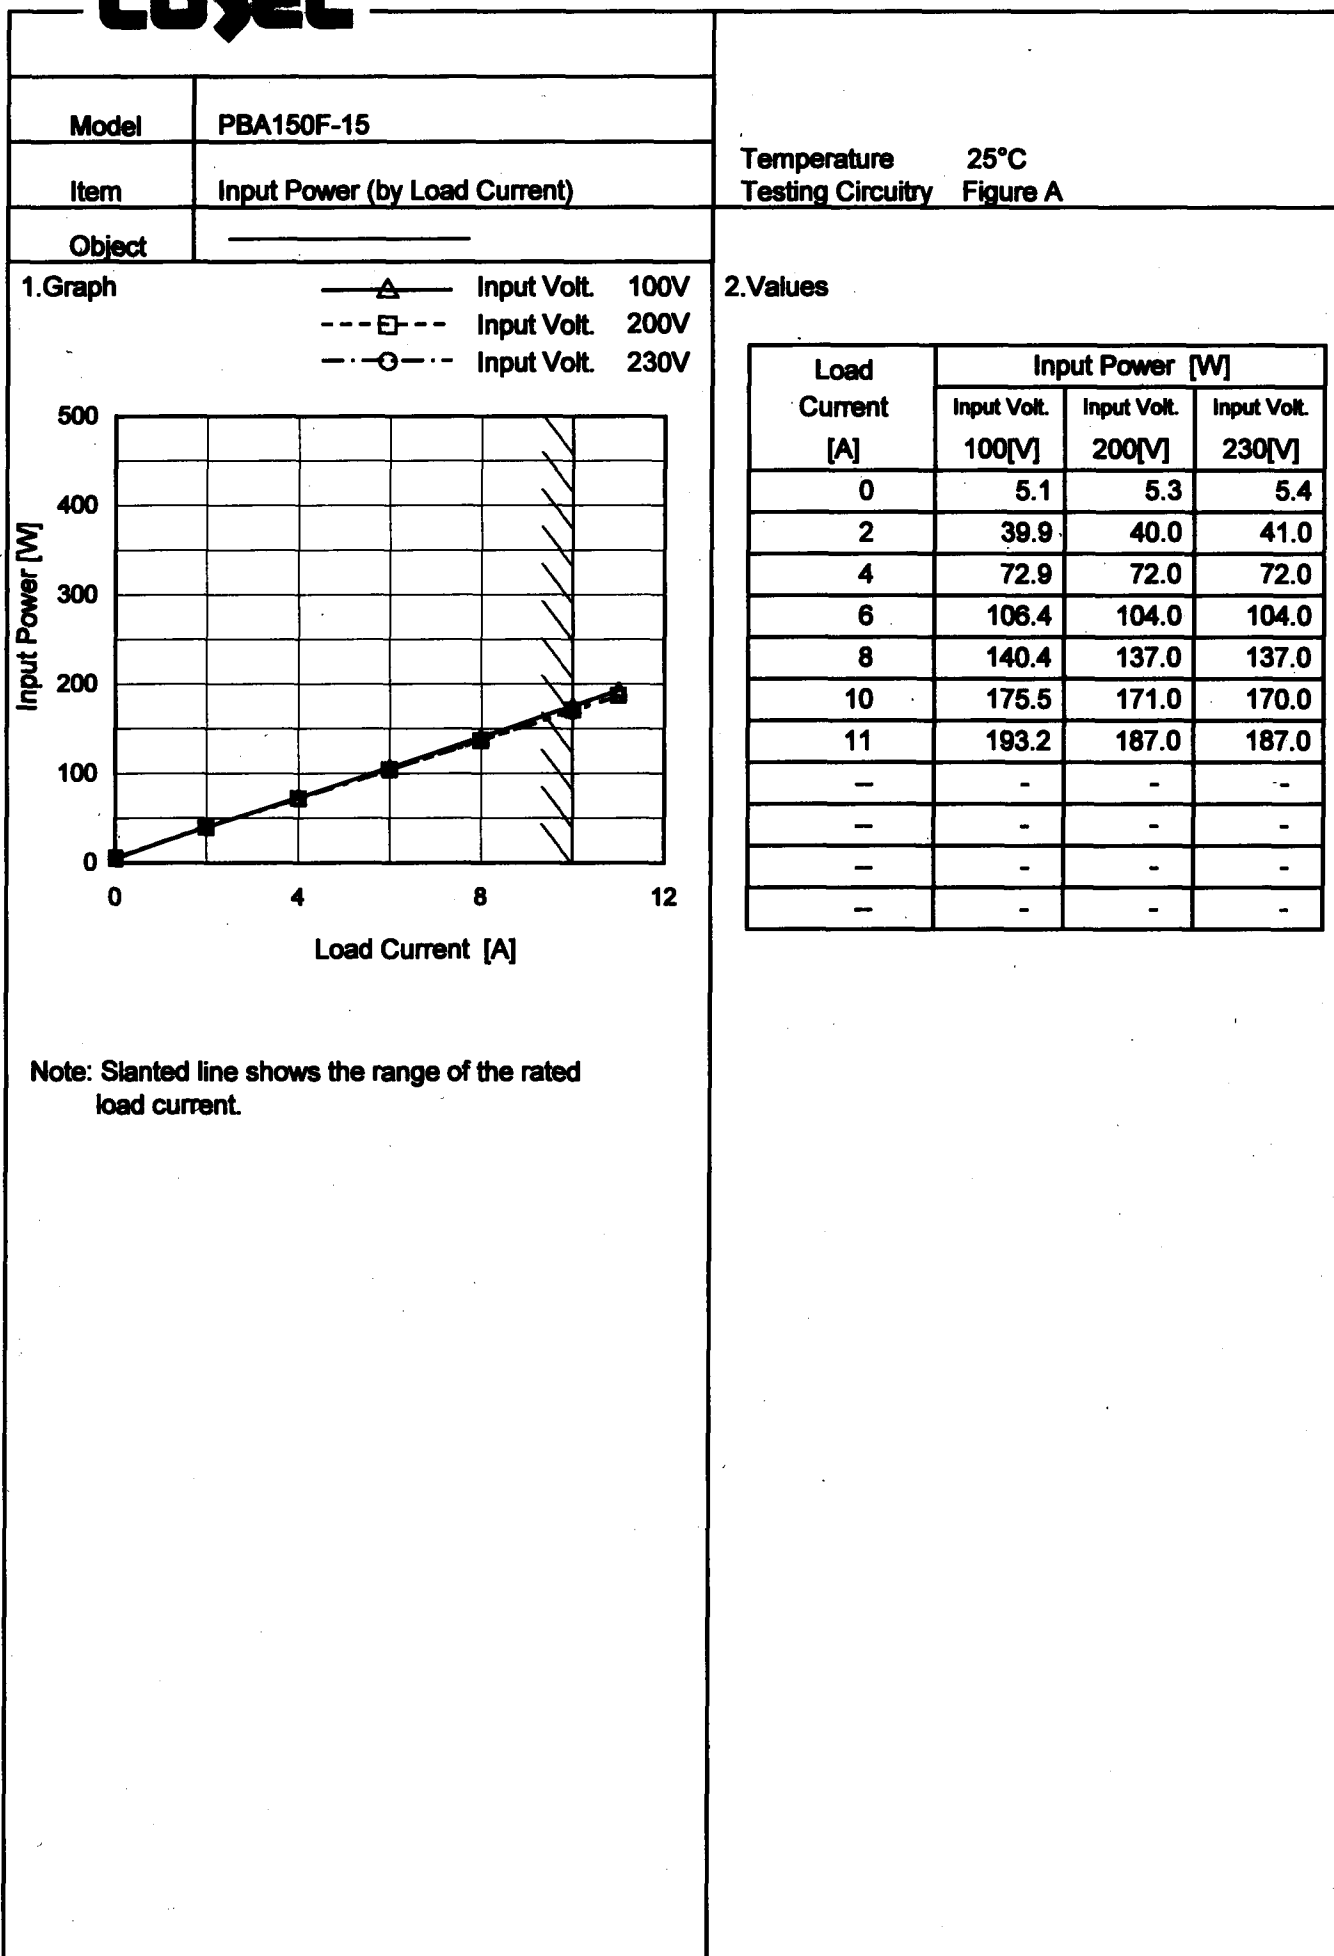 COSEL
Model PBA150F-15
Item Input Power (by Load Current)
Object
Temperature 25°C
Testing Circuitry Figure A
1.Graph
Input Volt. 100V
Input Volt. 200V
Input Volt. 230V
500
400
300
200
100
0
Input Power [W]
0 4 8 12
Load Current [A]
Note: Slanted line shows the range of the rated
load current.
2.Values
Load Input Power [W]
Current Input Volt. Input Volt. Input Volt.
[A] 100[V] 200[V] 230[V]
0 5.1 5.3 5.4
2 39.9 40.0 41.0
4 72.9 72.0 72.0
6 106.4 104.0 104.0
8 140.4 137.0 137.0
10 175.5 171.0 170.0
11 193.2 187.0 187.0
-- - - -
-- - - -
-- - - -
-- - - -